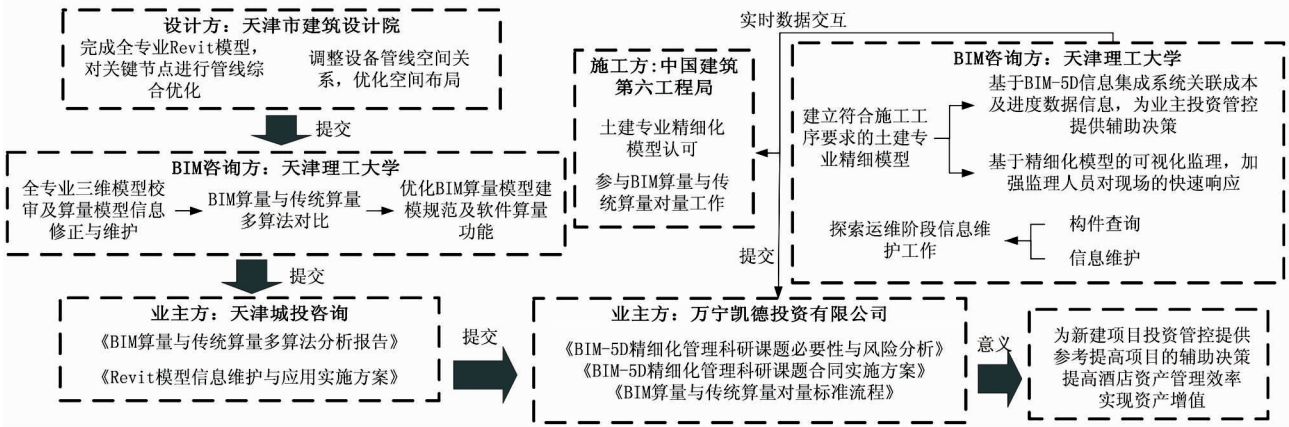 设计方：天津市建筑设计院
完成全专业Revit模型，
对关键节点进行管线综
合优化
调整设备管线空间关
系，优化空间布局
提交
BIM咨询方：天津理工大学
全专业三维模型校
审及算量模型信息
修正与维护
BIM算量与传统算量
多算法对比
优化BIM算量模型建
模规范及软件算量
功能
提交
业主方：天津城投咨询
《BIM算量与传统算量多算法分析报告》
《Revit模型信息维护与应用实施方案》
提交
实时数据交互
施工方:中国建筑
第六工程局
土建专业精细化
模型认可
参与BIM算量与传
统算量对量工作
提交
BIM咨询方：天津理工大学
建立符合施工工
序要求的土建专
业精细模型
基于BIM-5D信息集成系统关联成本
及进度数据信息，为业主投资管控
提供辅助决策
基于精细化模型的可视化监理，加
强监理人员对现场的快速响应
探索运维阶段信息维
护工作
构件查询
信息维护
业主方：万宁凯德投资有限公司
《BIM-5D精细化管理科研课题必要性与风险分析》
《BIM-5D精细化管理科研课题合同实施方案》
《BIM算量与传统算量对量标准流程》
意义
为新建项目投资管控提供
参考提高项目的辅助决策
提高酒店资产管理效率
实现资产增值